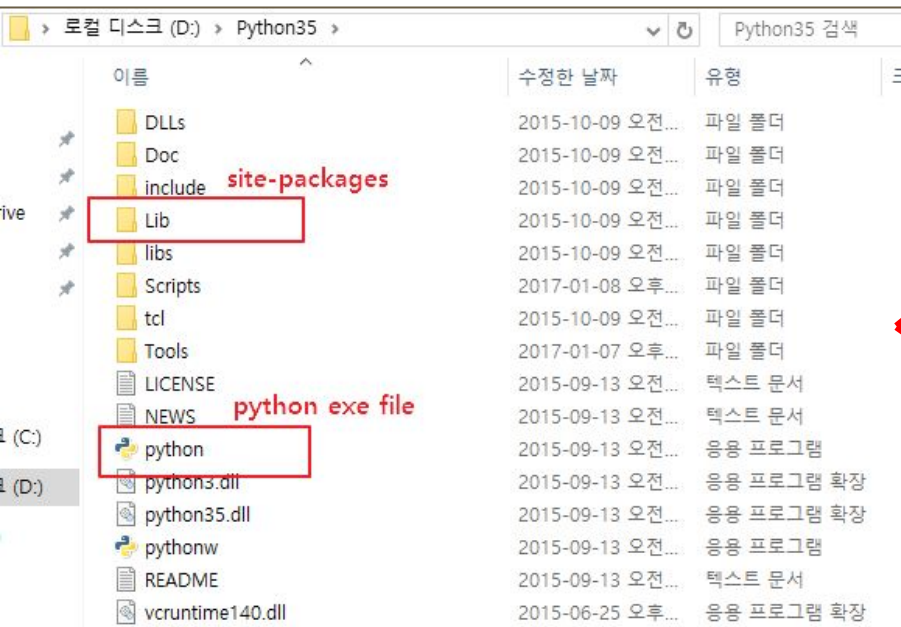 로컬 디스크 (D:) > Python35 >
Python35 검색
이름 수정한 날짜 유형
DLLs 2015-10-09 오전... 파일 폴더
Doc 2015-10-09 오전... 파일 폴더
site-packages
include 2015-10-09 오전... 파일 폴더
Lib 2015-10-09 오전... 파일 폴더
libs 2015-10-09 오전... 파일 폴더
Scripts 2017-01-08 오후... 파일 폴더
tcl 2015-10-09 오전... 파일 폴더
Tools 2017-01-07 오후... 파일 폴더
LICENSE 2015-09-13 오전... 텍스트 문서
python exe file
NEWS 2015-09-13 오전... 텍스트 문서
python 2015-09-13 오전... 응용 프로그램
python3.dll 2015-09-13 오전... 응용 프로그램 확장
python35.dll 2015-09-13 오전... 응용 프로그램 확장
pythonw 2015-09-13 오전... 응용 프로그램
README 2015-09-13 오전... 텍스트 문서
vcruntime140.dll 2015-06-25 오후... 응용 프로그램 확장
(C:)
(D:)